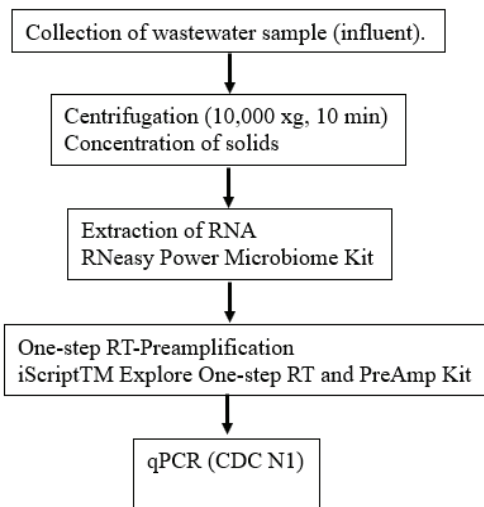 Collection of wastewater sample (influent).
Centrifugation (10,000 xg, 10 min)
Concentration of solids
Extraction of RNA
RNeasy Power Microbiome Kit
One-step RT-Preamplification
iScriptTM Explore One-step RT and PreAmp Kit
qPCR (CDC N1)